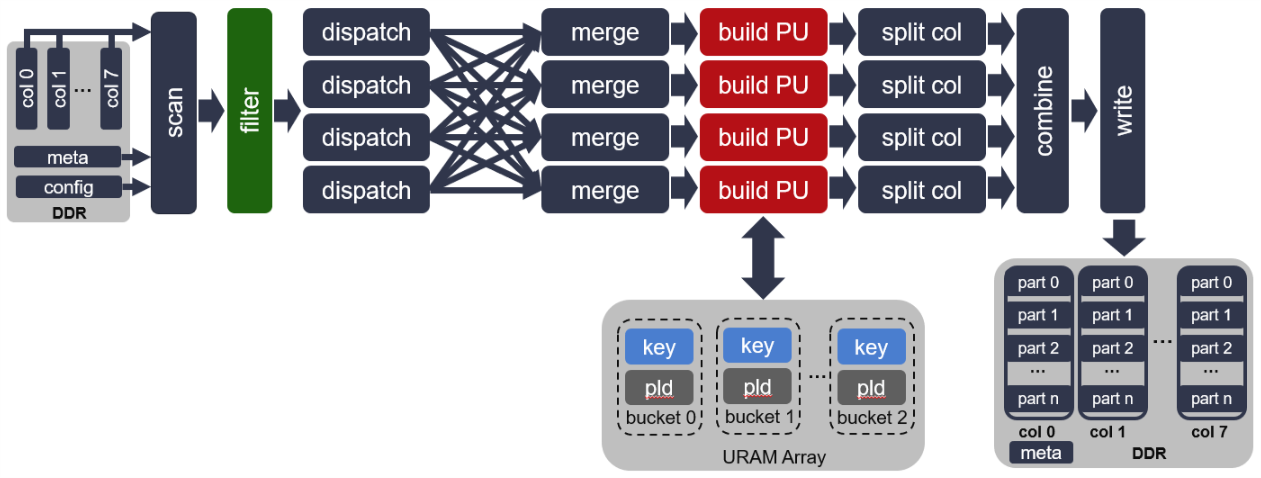 col 0
col 1
...
col 7
meta
config
DDR
scan
filter
dispatch
dispatch
dispatch
dispatch
merge
merge
merge
merge
build PU
build PU
build PU
build PU
split col
split col
split col
split col
combine
write
key
pld
bucket 0
key
pld
bucket 1
...
key
pld
bucket 2
URAM Array
part 0
part 1
part 2
...
part n
col 0
meta
part 0
part 1
part 2
...
part n
col 1
...
part 0
part 1
part 2
...
part n
col 7
DDR